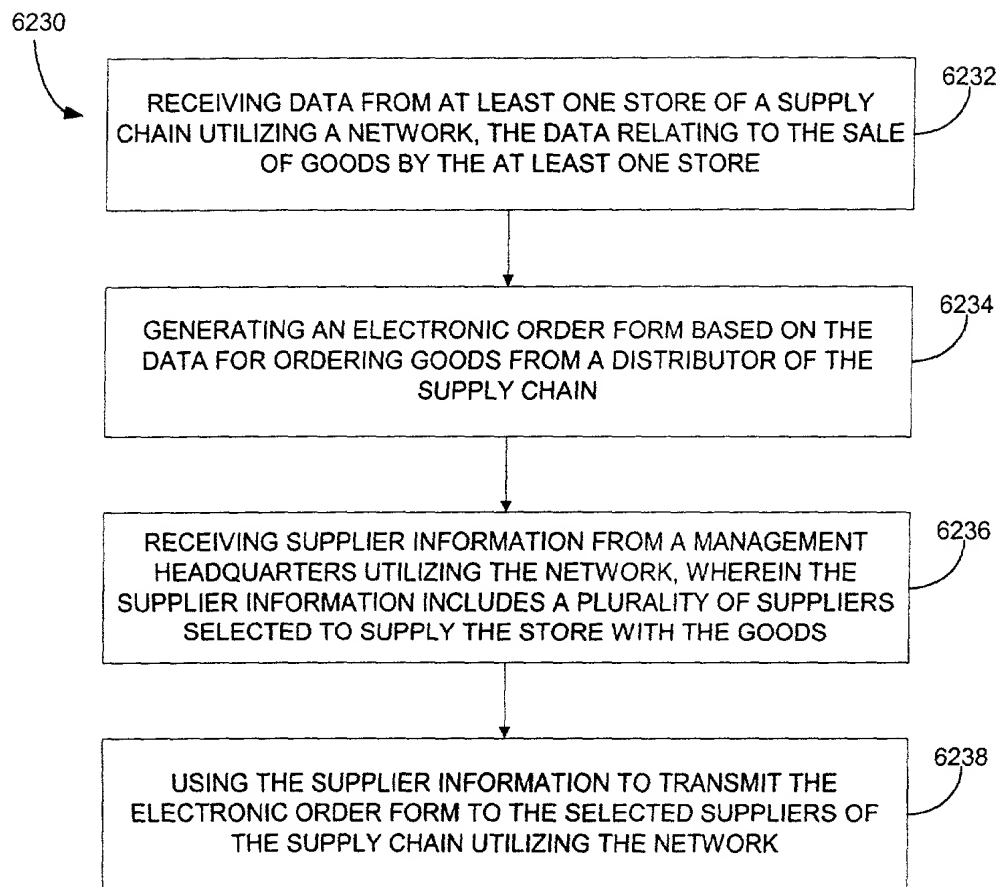 6230
RECEIVING DATA FROM AT LEAST ONE STORE OF A SUPPLY
CHAIN UTILIZING A NETWORK, THE DATA RELATING TO THE SALE
OF GOODS BY THE AT LEAST ONE STORE
6232
GENERATING AN ELECTRONIC ORDER FORM BASED ON THE
DATA FOR ORDERING GOODS FROM A DISTRIBUTOR OF THE
SUPPLY CHAIN
6234
RECEIVING SUPPLIER INFORMATION FROM A MANAGEMENT
HEADQUARTERS UTILIZING THE NETWORK, WHEREIN THE
SUPPLIER INFORMATION INCLUDES A PLURALITY OF SUPPLIERS
SELECTED TO SUPPLY THE STORE WITH THE GOODS
6236
USING THE SUPPLIER INFORMATION TO TRANSMIT THE
ELECTRONIC ORDER FORM TO THE SELECTED SUPPLIERS OF
THE SUPPLY CHAIN UTILIZING THE NETWORK
6238